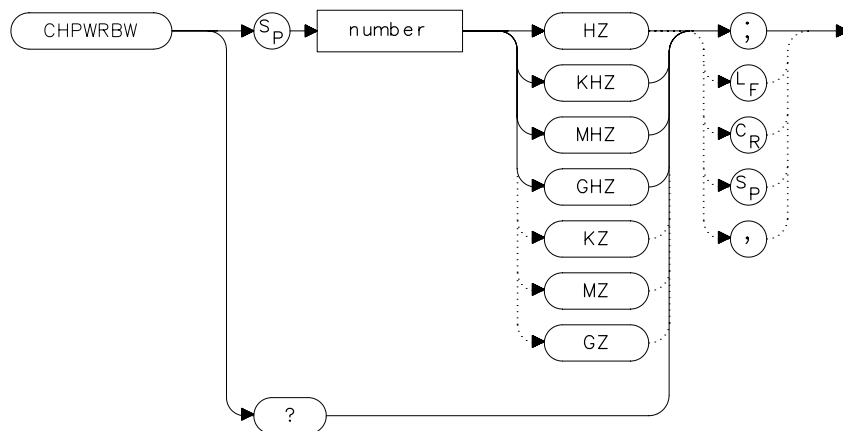 CHPWRBW SP number HZ ;
KHZ LF
MHZ CR
GHZ SP
KZ ,
MZ
GZ
?